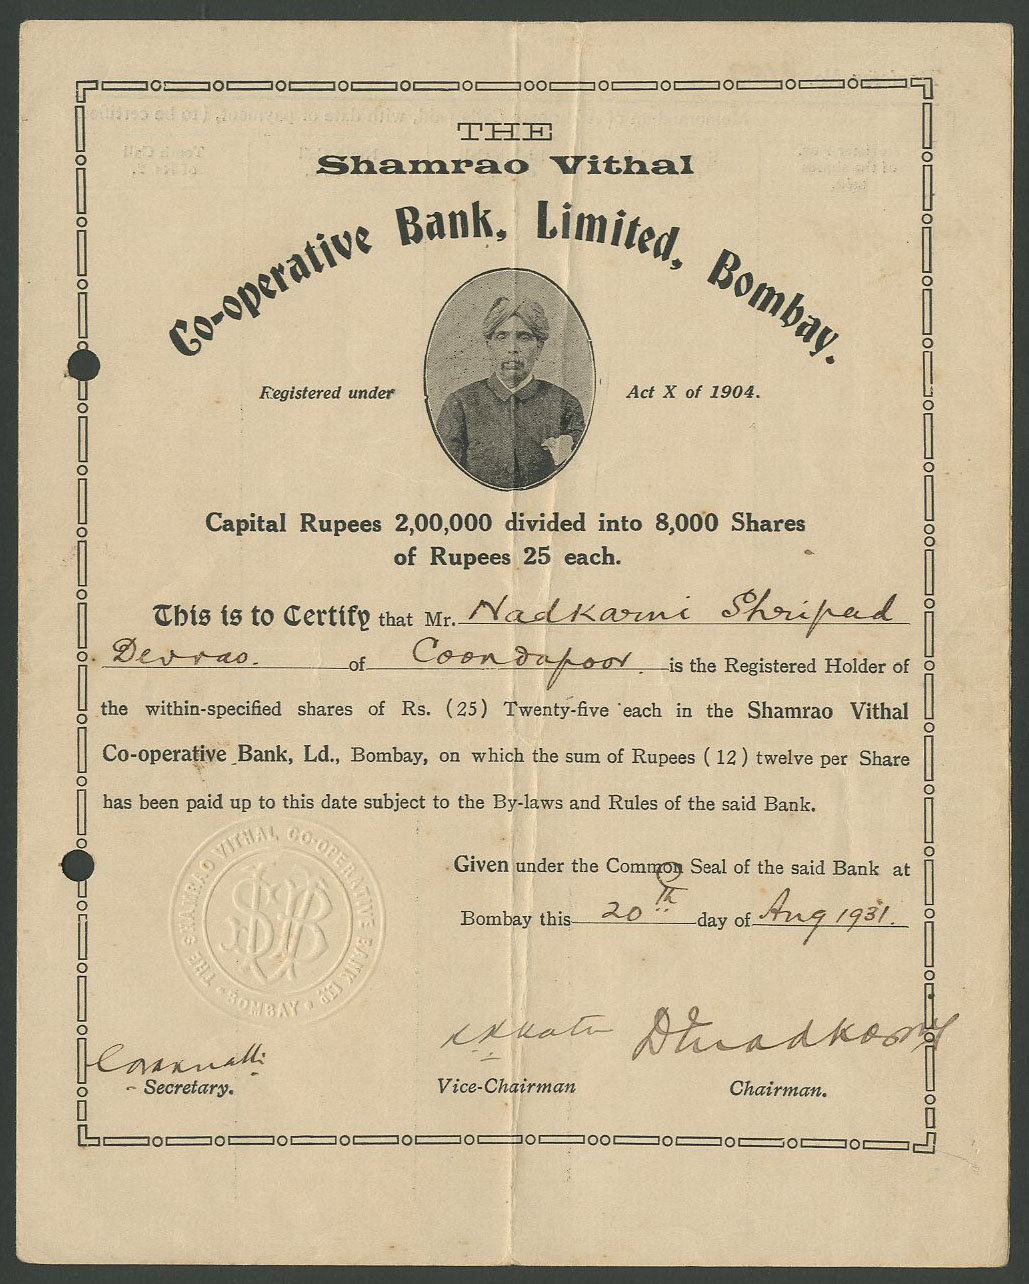 THE
Shamrao Vithal
Co-operative Bank, Limited, Bombay.
Registered under Act X of 1904.
Capital Rupees 2,00,000 divided into 8,000 Shares
of Rupees 25 each.
This is to Certify that Mr. Nadkarni Shripad
Devrao. of Coondapoor is the Registered Holder of
the within-specified shares of Rs. (25) Twenty-five each in the Shamrao Vithal
Co-operative Bank, Ld., Bombay, on which the sum of Rupees (12) twelve per Share
has been paid up to this date subject to the By-laws and Rules of the said Bank.
THE SHAMRAO VITHAL CO-OPERATIVE BANK LTD
BOMBAY
Given under the Common Seal of the said Bank at
Bombay this 20th day of Aug 1931.
Secretary. Vice-Chairman Chairman.